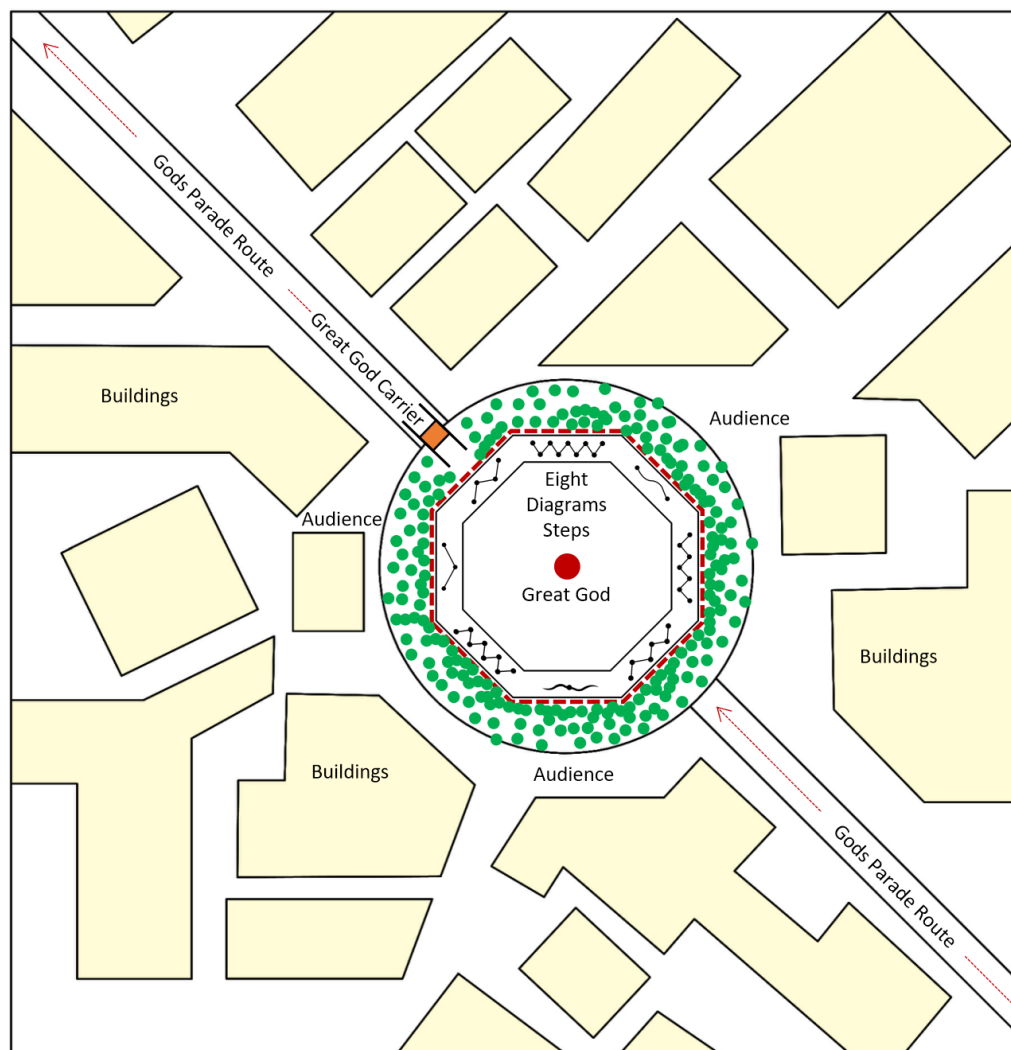 Gods Parade Route
Great God Carrier
Buildings
Audience
Audience
Eight
Diagrams
Steps
Great God
Buildings
Buildings
Audience
Gods Parade Route